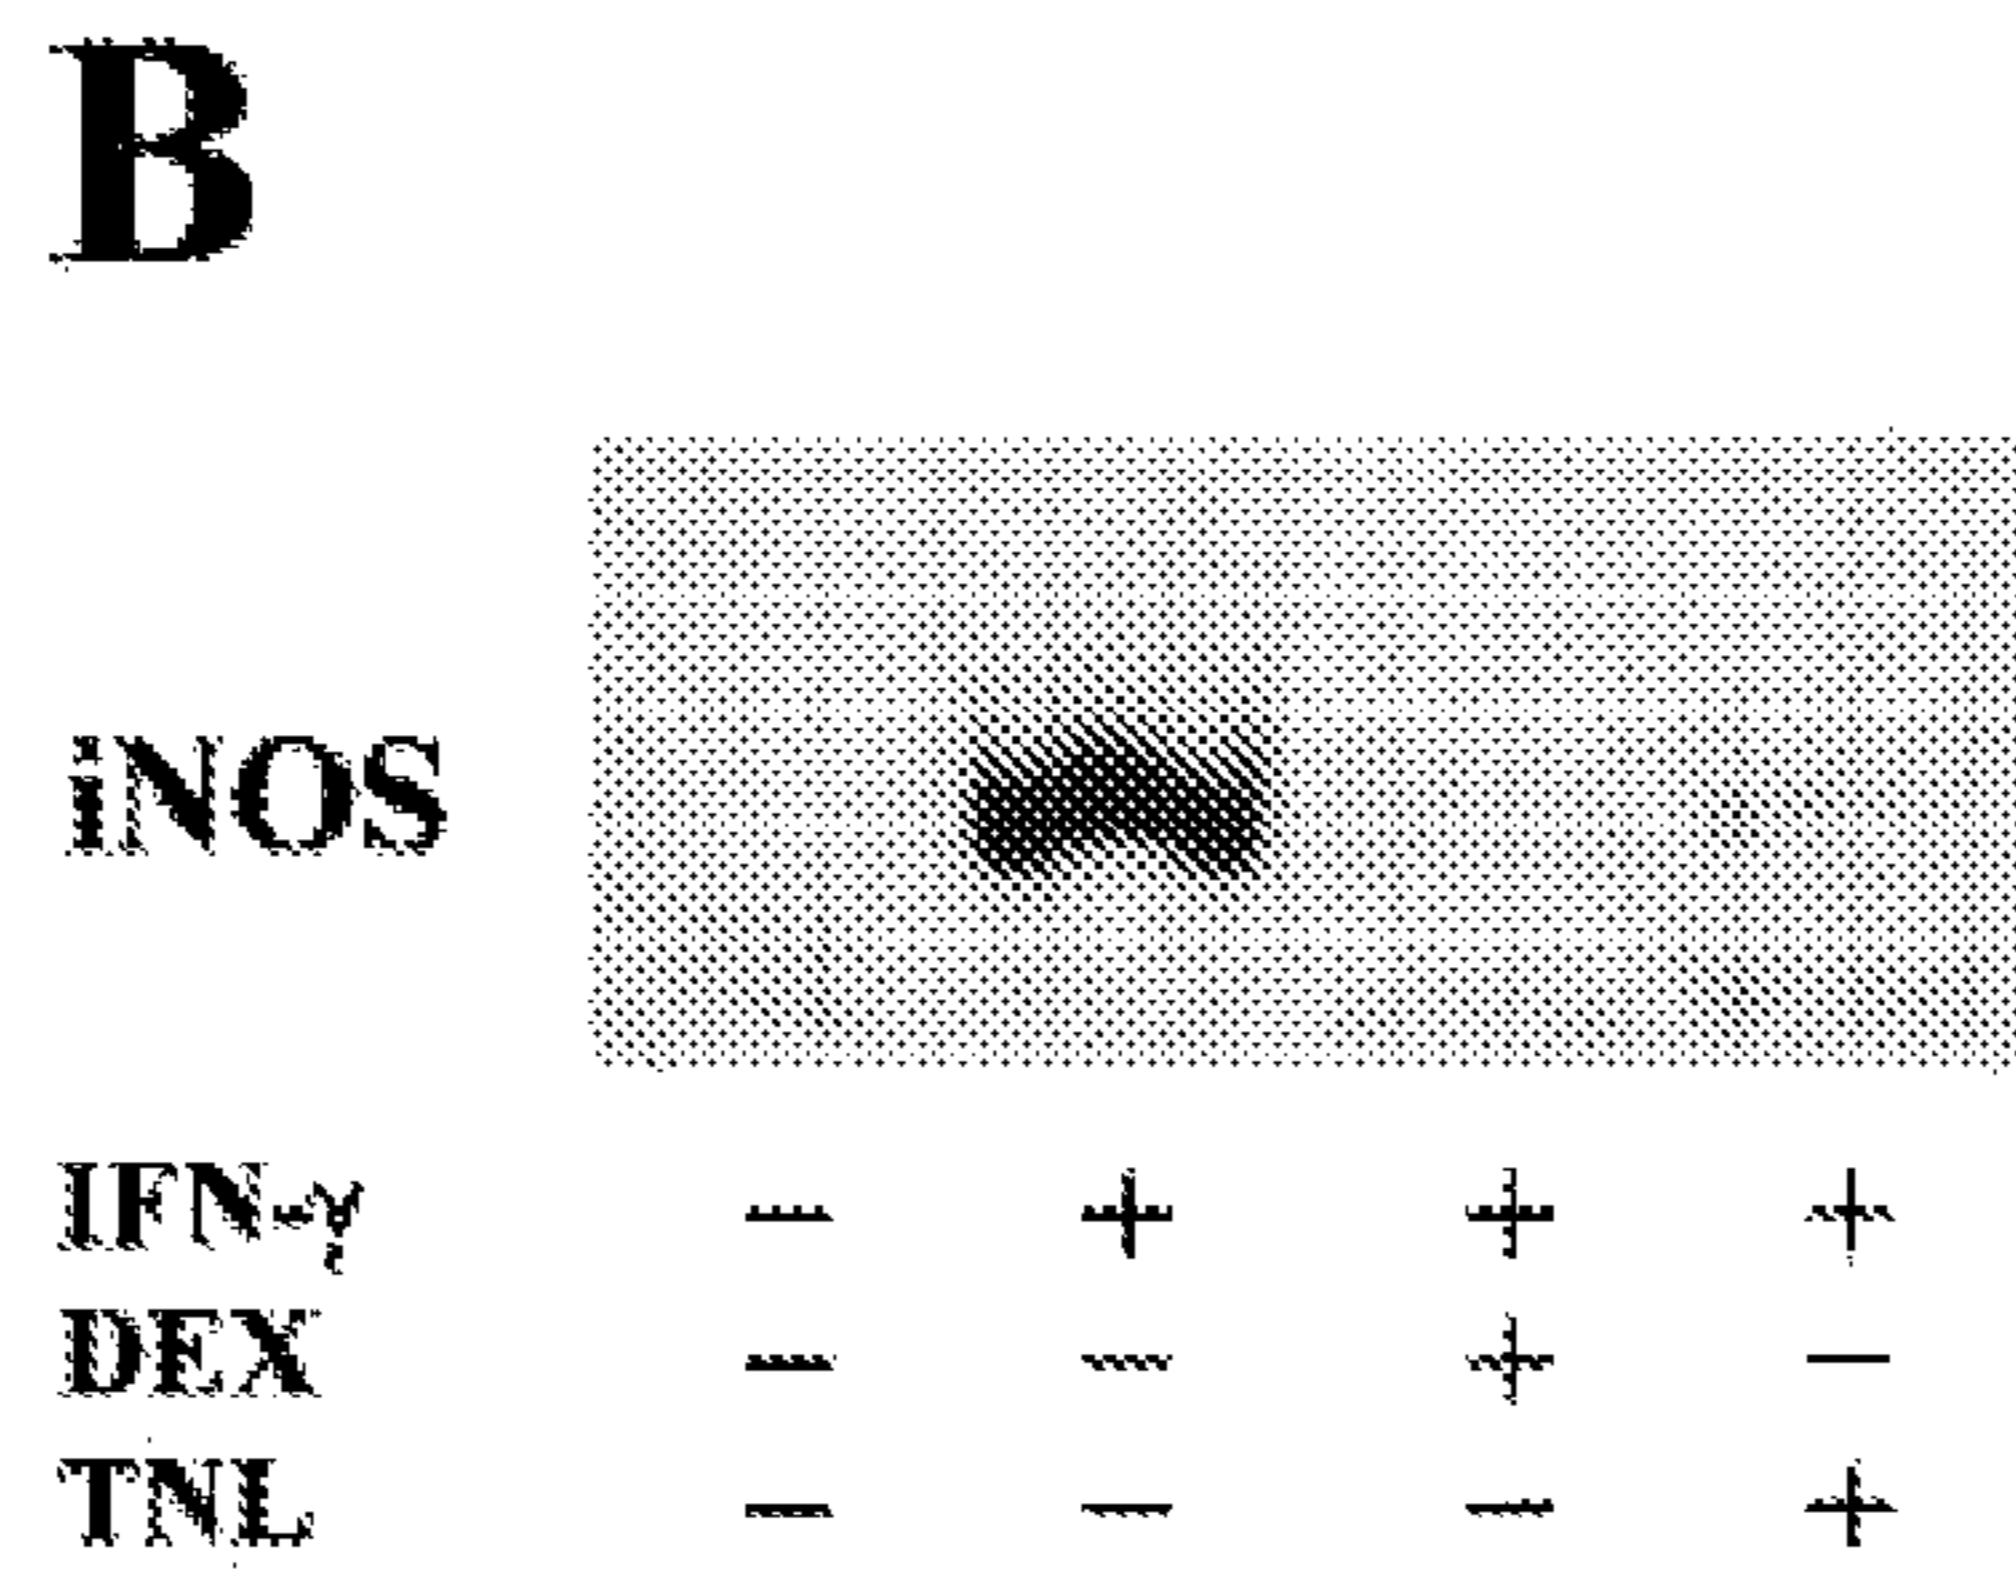 B
iNOS
IFN-γ − + + +
DEX − − + −
TNL − − − +